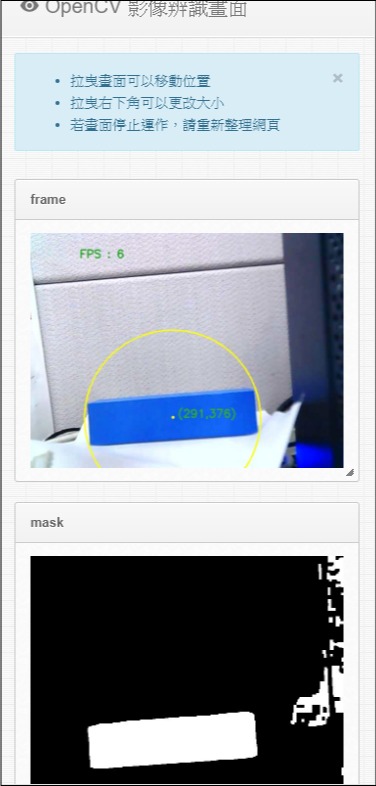 OpenCV 影像辨識畫面
拉曳畫面可以移動位置
×
拉曳右下角可以更改大小
若畫面停止運作，請重新整理網頁
frame
FPS : 6
(291,376)
mask